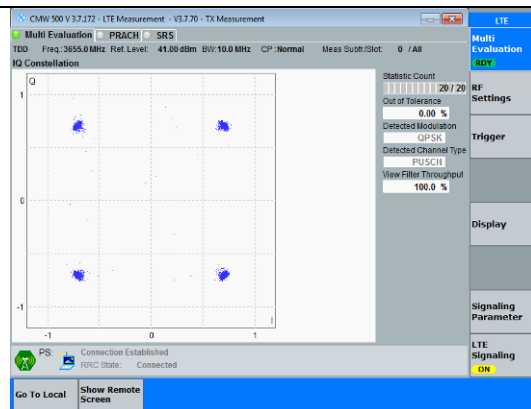 CMW 500 V 3.7.172 - LTE Measurement - V3.7.70 - TX Measurement
LTE
Multi Evaluation PRACH SRS
TDD Freq.:3655.0 MHz Ref. Level: 41.00 dBm BW:10.0 MHz CP :Normal Meas Subfr/Slot: 0 / All
IQ Constellation
Multi
Evaluation
RDY
RF
Settings
Trigger
Display
Signaling
Parameter
LTE
Signaling
ON
Q
1
0
-1
-1
0
1
I
Statistic Count
20 / 20
Out of Tolerance
0.00 %
Detected Modulation
QPSK
Detected Channel Type
PUSCH
View Filter Throughput
100.0 %
PS: Connection Established
RRC State: Connected
Go To Local
Show Remote
Screen